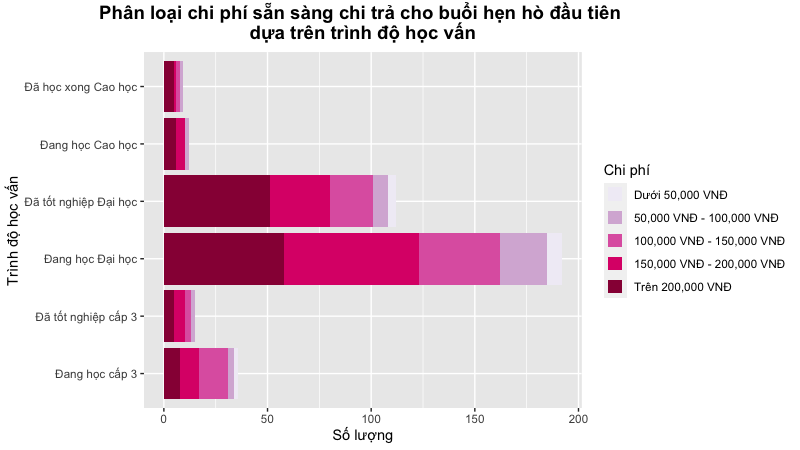 Phân loại chi phí sẵn sàng chi trả cho buổi hẹn hò đầu tiên
dựa trên trình độ học vấn
Trình độ học vấn
Đã học xong Cao học
Đang học Cao học
Đã tốt nghiệp Đại học
Đang học Đại học
Đã tốt nghiệp cấp 3
Đang học cấp 3
0
50
100
150
200
Số lượng
Chi phí
Dưới 50,000 VNĐ
50,000 VNĐ - 100,000 VNĐ
100,000 VNĐ - 150,000 VNĐ
150,000 VNĐ - 200,000 VNĐ
Trên 200,000 VNĐ